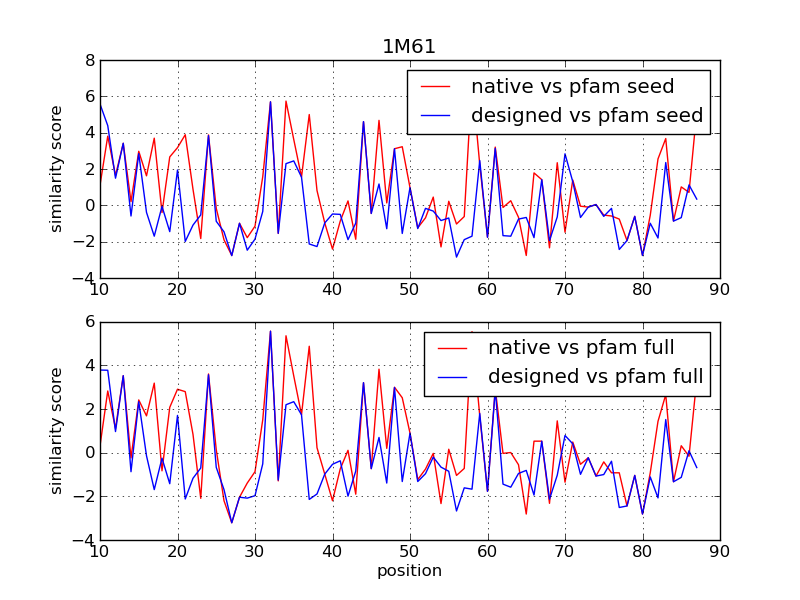 1M61
8
6
4
2
0
−2
−4
similarity score
native vs pfam seed
designed vs pfam seed
10 20 30 40 50 60 70 80 90
6
4
2
0
−2
−4
similarity score
native vs pfam full
designed vs pfam full
10 20 30 40 50 60 70 80 90
position